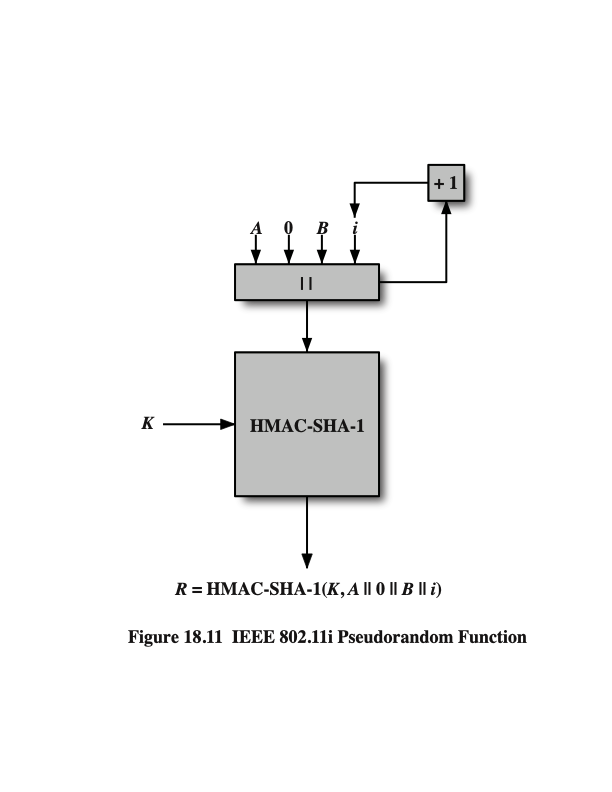 + 1
A 0 B i
||
K
HMAC-SHA-1
R = HMAC-SHA-1(K, A || 0 || B || i)
Figure 18.11 IEEE 802.11i Pseudorandom Function